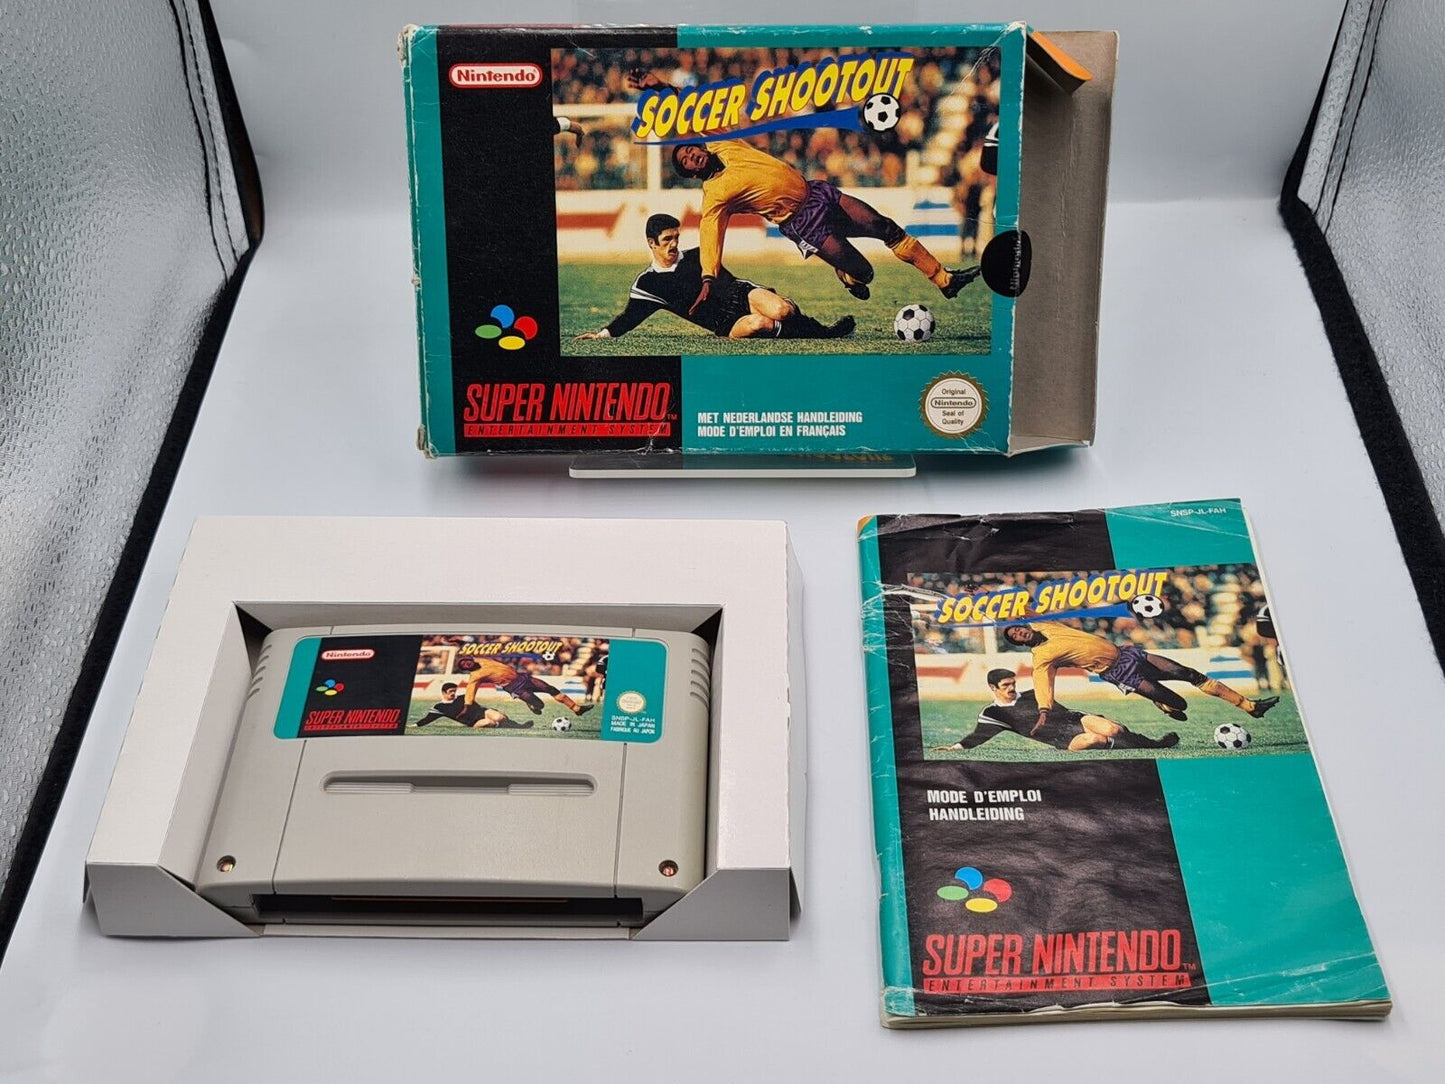 Nintendo
SOCCER SHOOTOUT
SUPER NINTENDO™
ENTERTAINMENT SYSTEM
MET NEDERLANDSE HANDLEIDING
MODE D'EMPLOI EN FRANÇAIS
Original
Nintendo
Seal of
Quality
Nintendo
SOCCER SHOOTOUT
SUPER NINTENDO
ENTERTAINMENT SYSTEM
SNSP-JL-FAH
MADE IN JAPAN
FABRIQUE AU JAPON
SNSP-JL-FAH
SOCCER SHOOTOUT
MODE D'EMPLOI
HANDLEIDING
SUPER NINTENDO™
ENTERTAINMENT SYSTEM